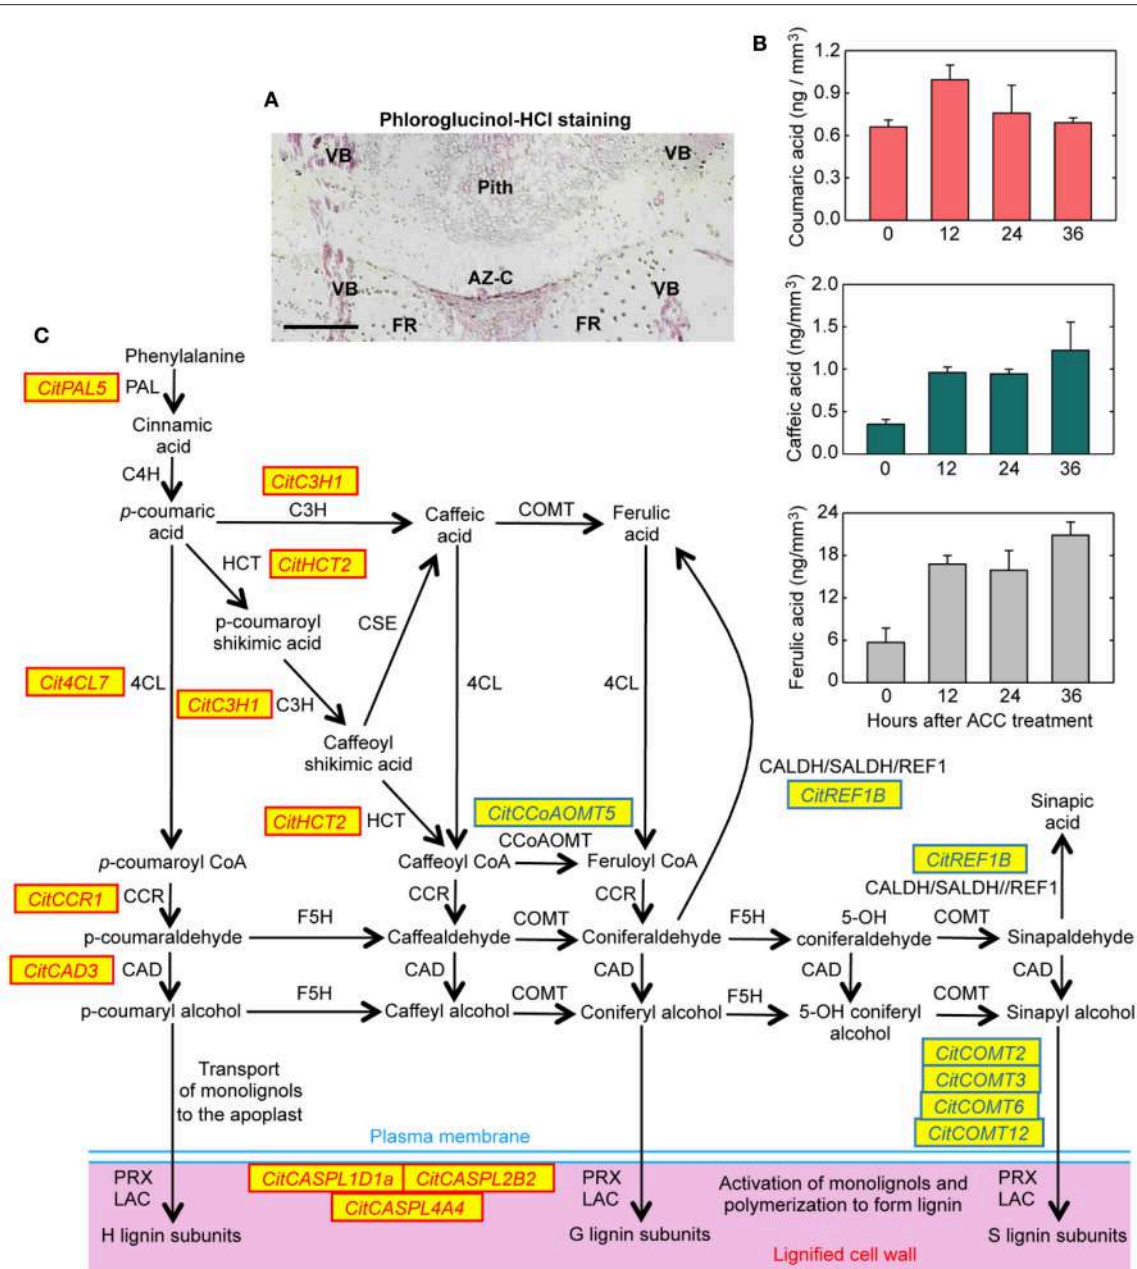 A
Phloroglucinol-HCl staining
VB
VB
Pith
AZ-C
VB
VB
FR
FR
B
Coumaric acid (ng / mm3)
1.2
0.9
0.6
0.3
0.0
0 12 24 36
Caffeic acid (ng/mm3)
2.0
1.5
1.0
0.5
0.0
0 12 24 36
Ferulic acid (ng/mm3)
24
18
12
6
0
0 12 24 36
Hours after ACC treatment
C
Phenylalanine
CitPAL5 PAL
Cinnamic
acid
C4H
CitC3H1
p-coumaric
acid
C3H
Caffeic
acid
COMT
Ferulic
acid
HCT CitHCT2
p-coumaroyl
shikimic acid
CSE
Cit4CL7 4CL
CitC3H1 C3H
4CL
4CL
Caffeoyl
shikimic acid
CALDH/SALDH/REF1
CitREF1B
Sinapic
acid
CitHCT2 HCT
CitCCoAOMT5
CCoAOMT
p-coumaroyl CoA
Caffeoyl CoA
Feruloyl CoA
CitREF1B
CALDH/SALDH//REF1
CitCCR1 CCR
CCR
CCR
p-coumaraldehyde
F5H
Caffealdehyde
COMT
Coniferaldehyde
F5H
5-OH
coniferaldehyde
COMT
Sinapaldehyde
CitCAD3 CAD
CAD
CAD
CAD
CAD
p-coumaryl alcohol
F5H
Caffeyl alcohol
COMT
Coniferyl alcohol
F5H
5-OH coniferyl
alcohol
COMT
Sinapyl alcohol
CitCOMT2
CitCOMT3
CitCOMT6
CitCOMT12
Transport
of monolignols
to the apoplast
Plasma membrane
PRX
LAC
CitCASPL1D1a CitCASPL2B2
CitCASPL4A4
PRX
LAC
Activation of monolignols and
polymerization to form lignin
PRX
LAC
H lignin subunits
G lignin subunits
S lignin subunits
Lignified cell wall